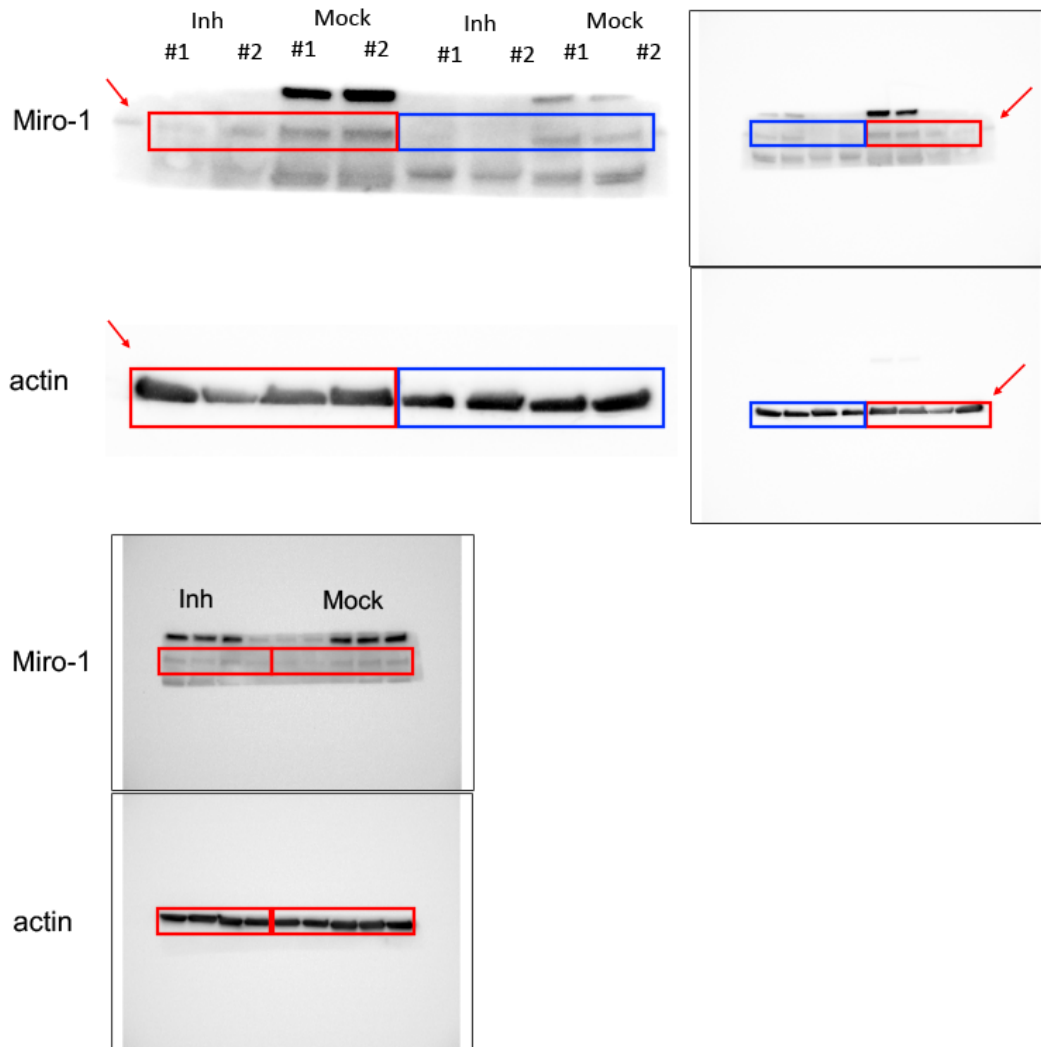 Inh Mock Inh Mock
#1 #2 #1 #2 #1 #2 #1 #2
Miro-1
actin
Inh Mock
Miro-1
actin